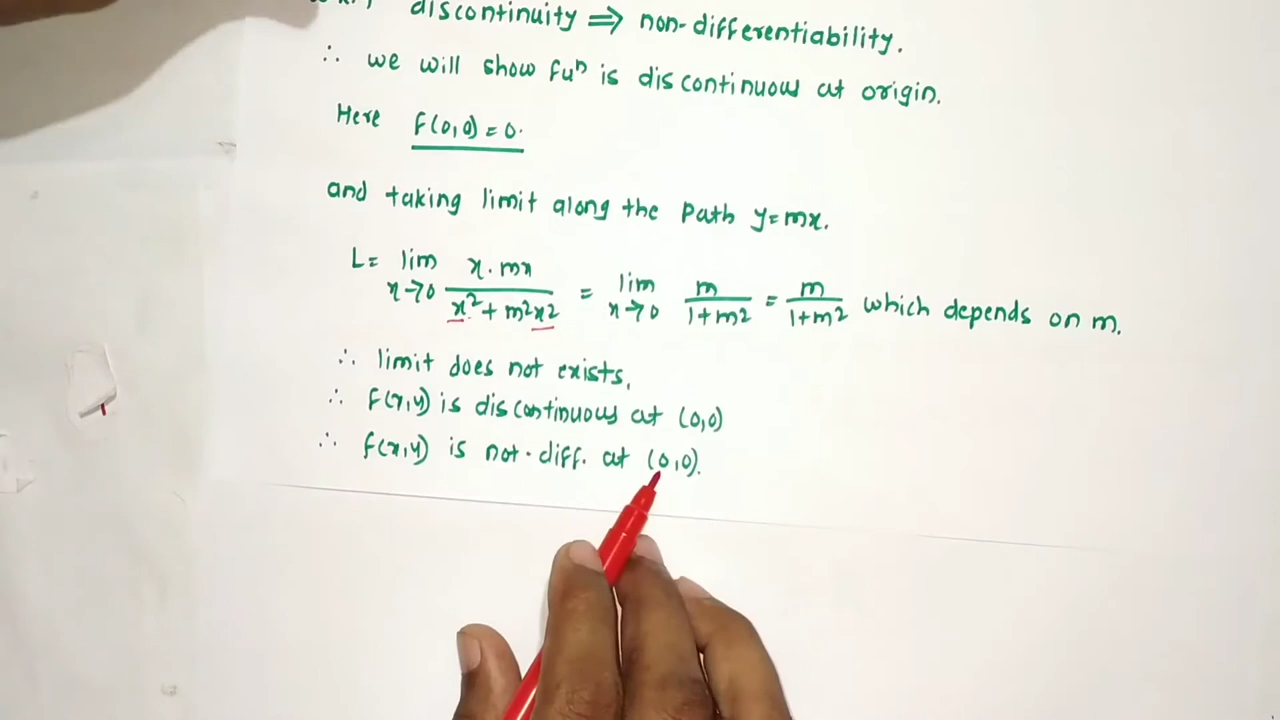 discontinuity ⇒ non-differentiability.
∴ we will show fuⁿ is discontinuous at origin.
Here f(0,0) = 0.
and taking limit along the path y=mx.
L= lim x→0 x·mx / x²+m²x² = lim x→0 m / 1+m² = m / 1+m² which depends on m.
∴ limit does not exists,
∴ f(x,y) is discontinuous at (0,0)
∴ f(x,y) is not·diff. at (0,0).